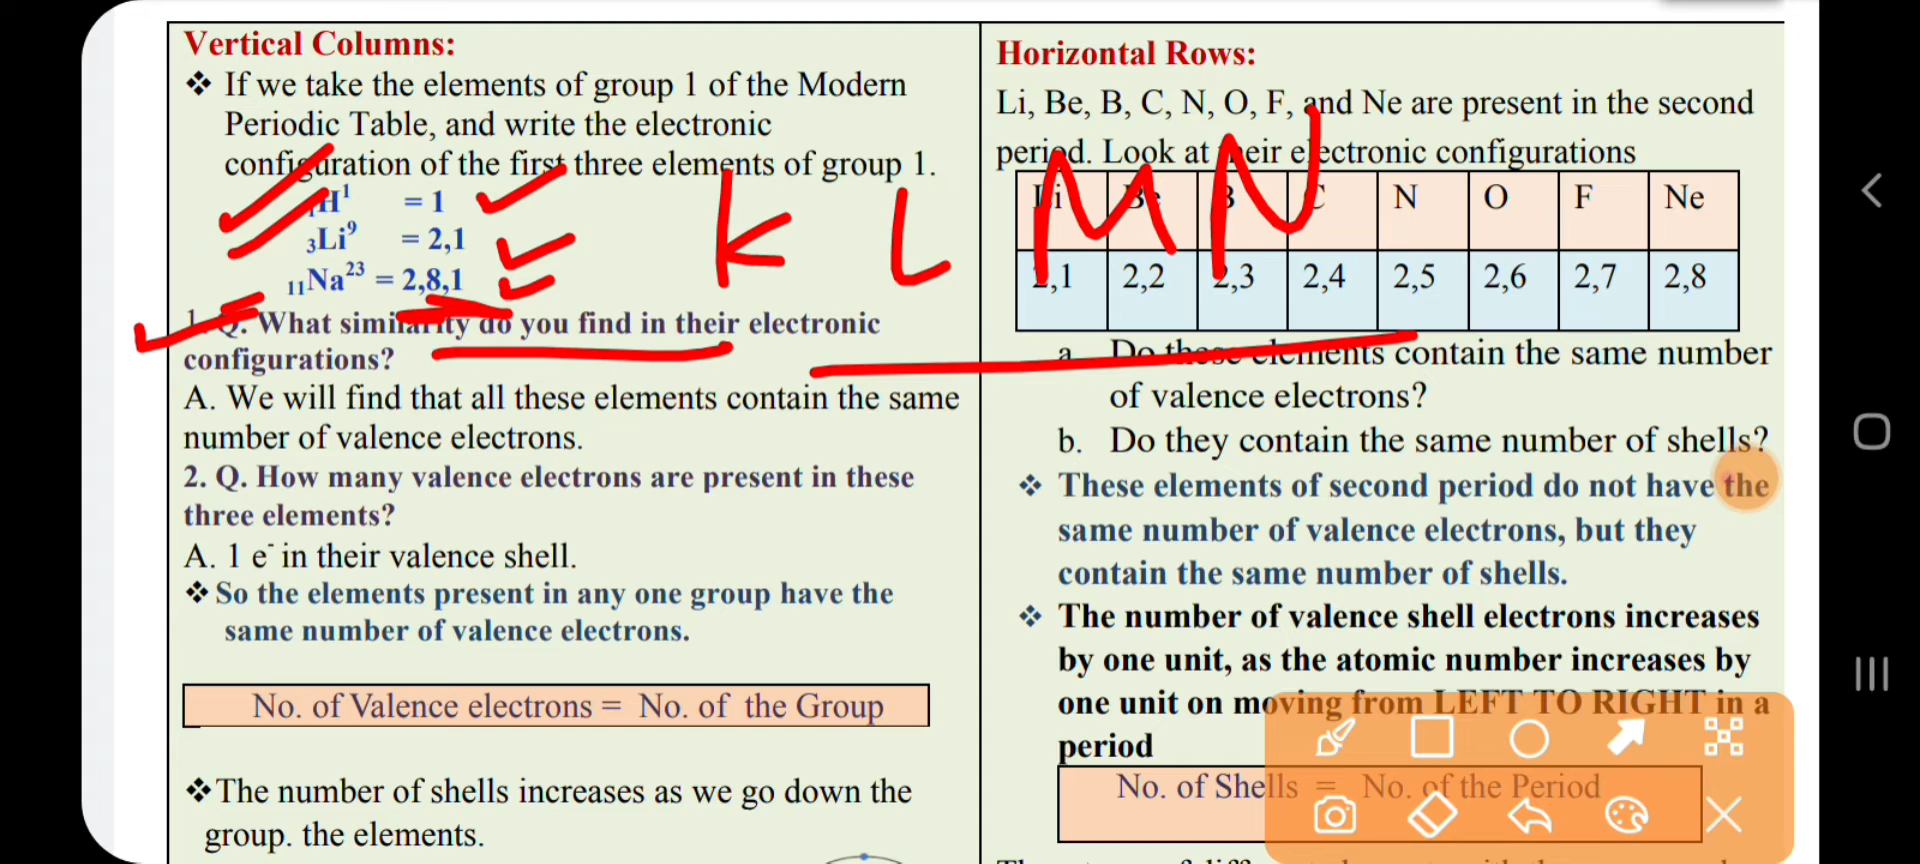 Vertical Columns:
❖ If we take the elements of group 1 of the Modern
Periodic Table, and write the electronic
configuration of the first three elements of group 1.
₁H¹ = 1
₃Li⁹ = 2,1
₁₁Na²³ = 2,8,1
1. Q. What similarity do you find in their electronic
configurations?
A. We will find that all these elements contain the same
number of valence electrons.
2. Q. How many valence electrons are present in these
three elements?
A. 1 e⁻ in their valence shell.
❖ So the elements present in any one group have the
same number of valence electrons.
No. of Valence electrons = No. of the Group
❖ The number of shells increases as we go down the
group. the elements.
K L M N
Horizontal Rows:
Li, Be, B, C, N, O, F, and Ne are present in the second
period. Look at their electronic configurations
Li Be B C N O F Ne
2,1 2,2 2,3 2,4 2,5 2,6 2,7 2,8
a. Do these elements contain the same number
of valence electrons?
b. Do they contain the same number of shells?
❖ These elements of second period do not have the
same number of valence electrons, but they
contain the same number of shells.
❖ The number of valence shell electrons increases
by one unit, as the atomic number increases by
one unit on moving from LEFT TO RIGHT in a
period
No. of Shells = No. of the Period